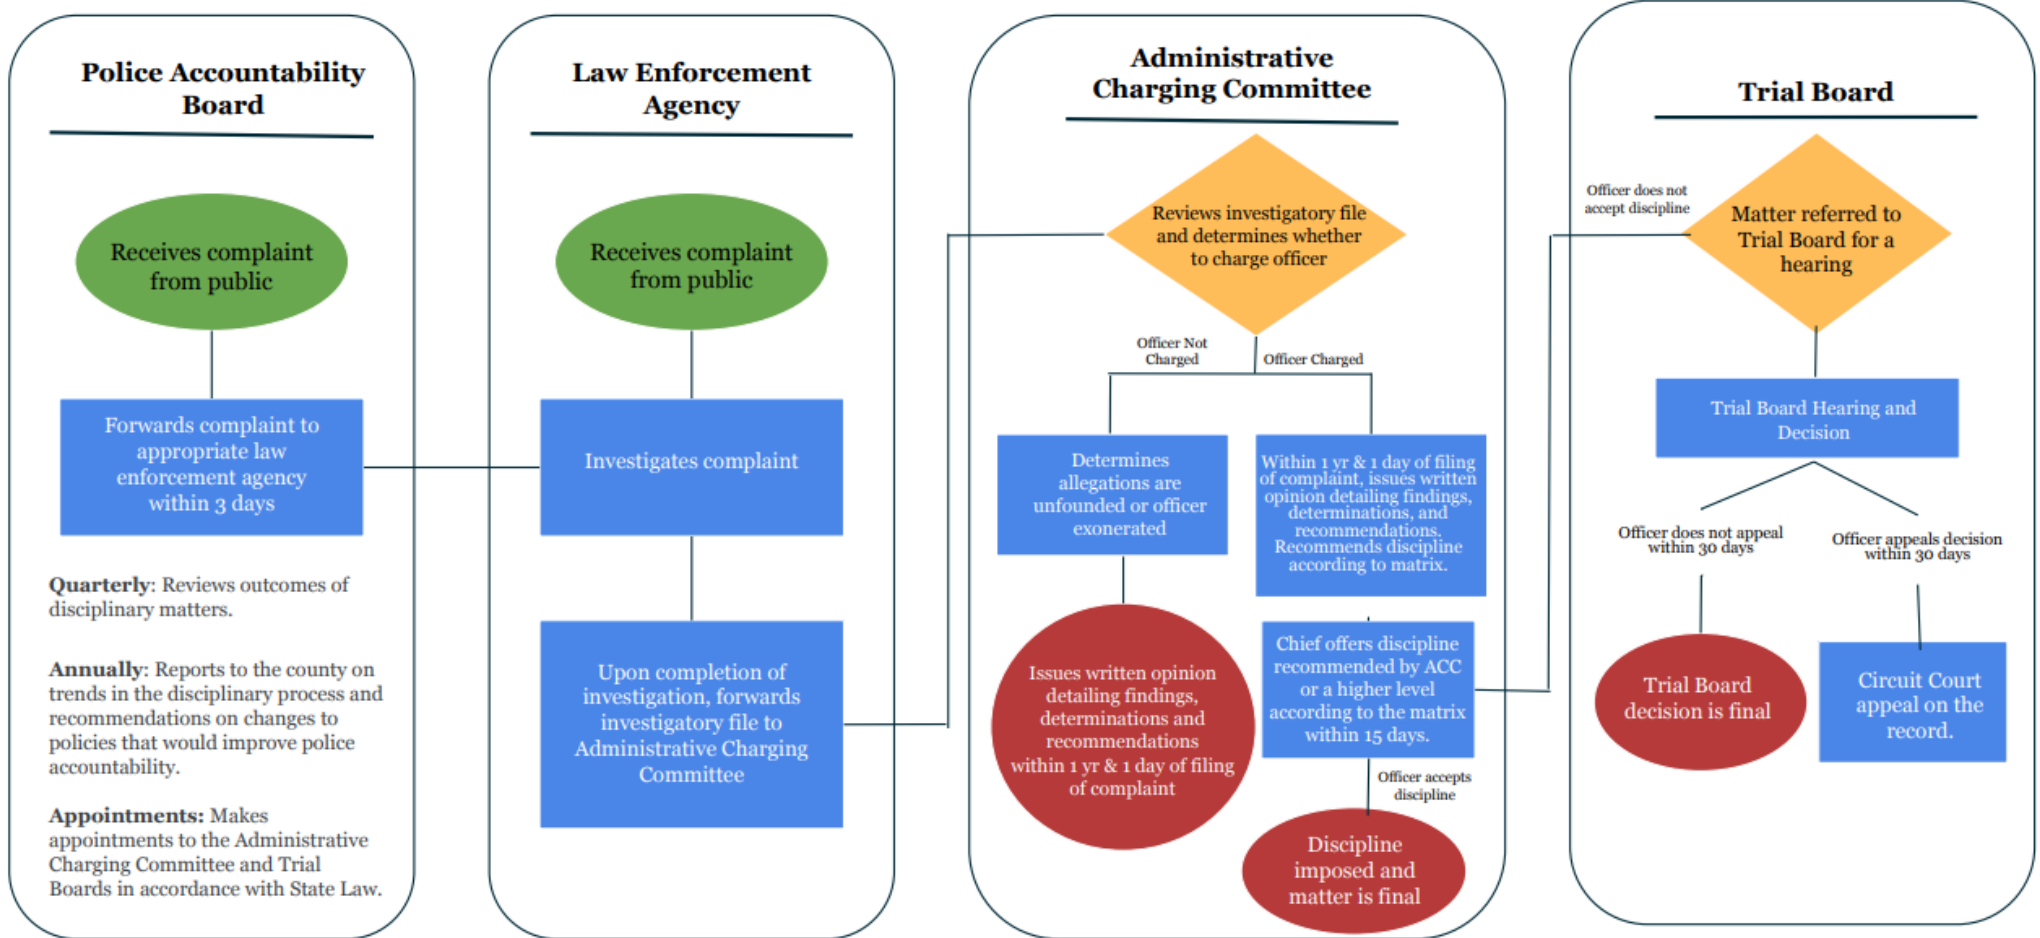 Police Accountability
Board
Receives complaint
from public
Forwards complaint to
appropriate law
enforcement agency
within 3 days
Quarterly: Reviews outcomes of
disciplinary matters.
Annually: Reports to the county on
trends in the disciplinary process and
recommendations on changes to
policies that would improve police
accountability.
Appointments: Makes
appointments to the Administrative
Charging Committee and Trial
Boards in accordance with State Law.
Law Enforcement
Agency
Receives complaint
from public
Investigates complaint
Upon completion of
investigation, forwards
investigatory file to
Administrative Charging
Committee
Administrative
Charging Committee
Reviews investigatory file
and determines whether
to charge officer
Officer Not
Charged
Officer Charged
Determines
allegations are
unfounded or officer
exonerated
Issues written opinion
detailing findings,
determinations and
recommendations
within 1 yr & 1 day of filing
of complaint
Within 1 yr & 1 day of filing
of complaint, issues written
opinion detailing findings,
determinations, and
recommendations.
Recommends discipline
according to matrix.
Chief offers discipline
recommended by ACC
or a higher level
according to the matrix
within 15 days.
Officer accepts
discipline
Discipline
imposed and
matter is final
Trial Board
Officer does not
accept discipline
Matter referred to
Trial Board for a
hearing
Trial Board Hearing and
Decision
Officer does not appeal
within 30 days
Officer appeals decision
within 30 days
Trial Board
decision is final
Circuit Court
appeal on the
record.